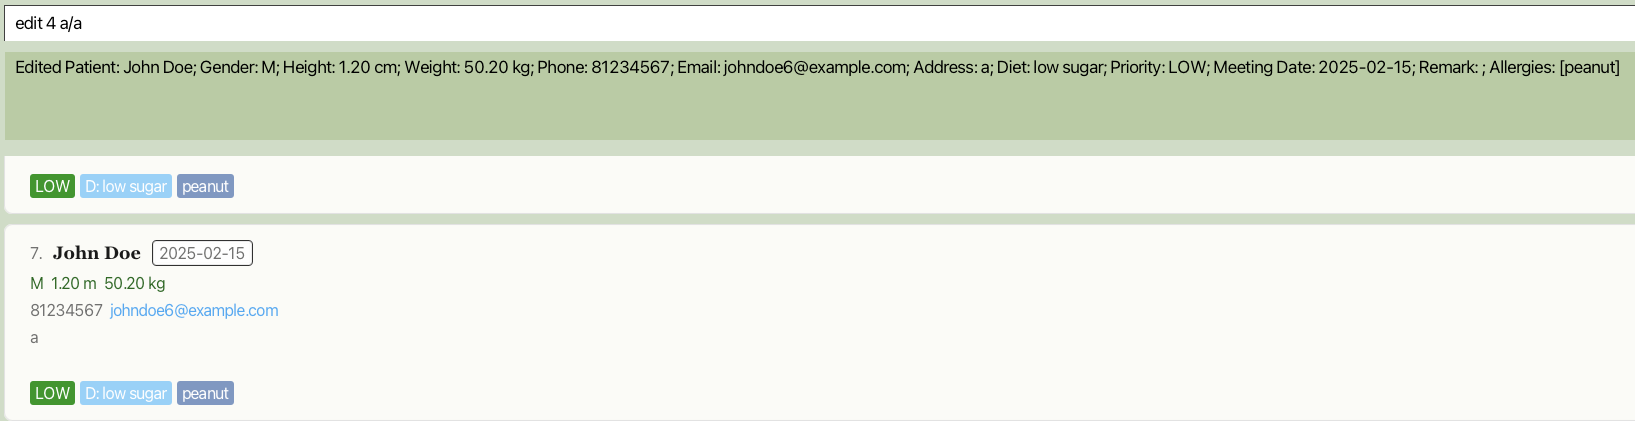 edit 4 a/a
Edited Patient: John Doe; Gender: M; Height: 1.20 cm; Weight: 50.20 kg; Phone: 81234567; Email: johndoe6@example.com; Address: a; Diet: low sugar; Priority: LOW; Meeting Date: 2025-02-15; Remark: ; Allergies: [peanut]
LOW D: low sugar peanut
7. John Doe 2025-02-15
M 1.20 m 50.20 kg
81234567 johndoe6@example.com
a
LOW D: low sugar peanut